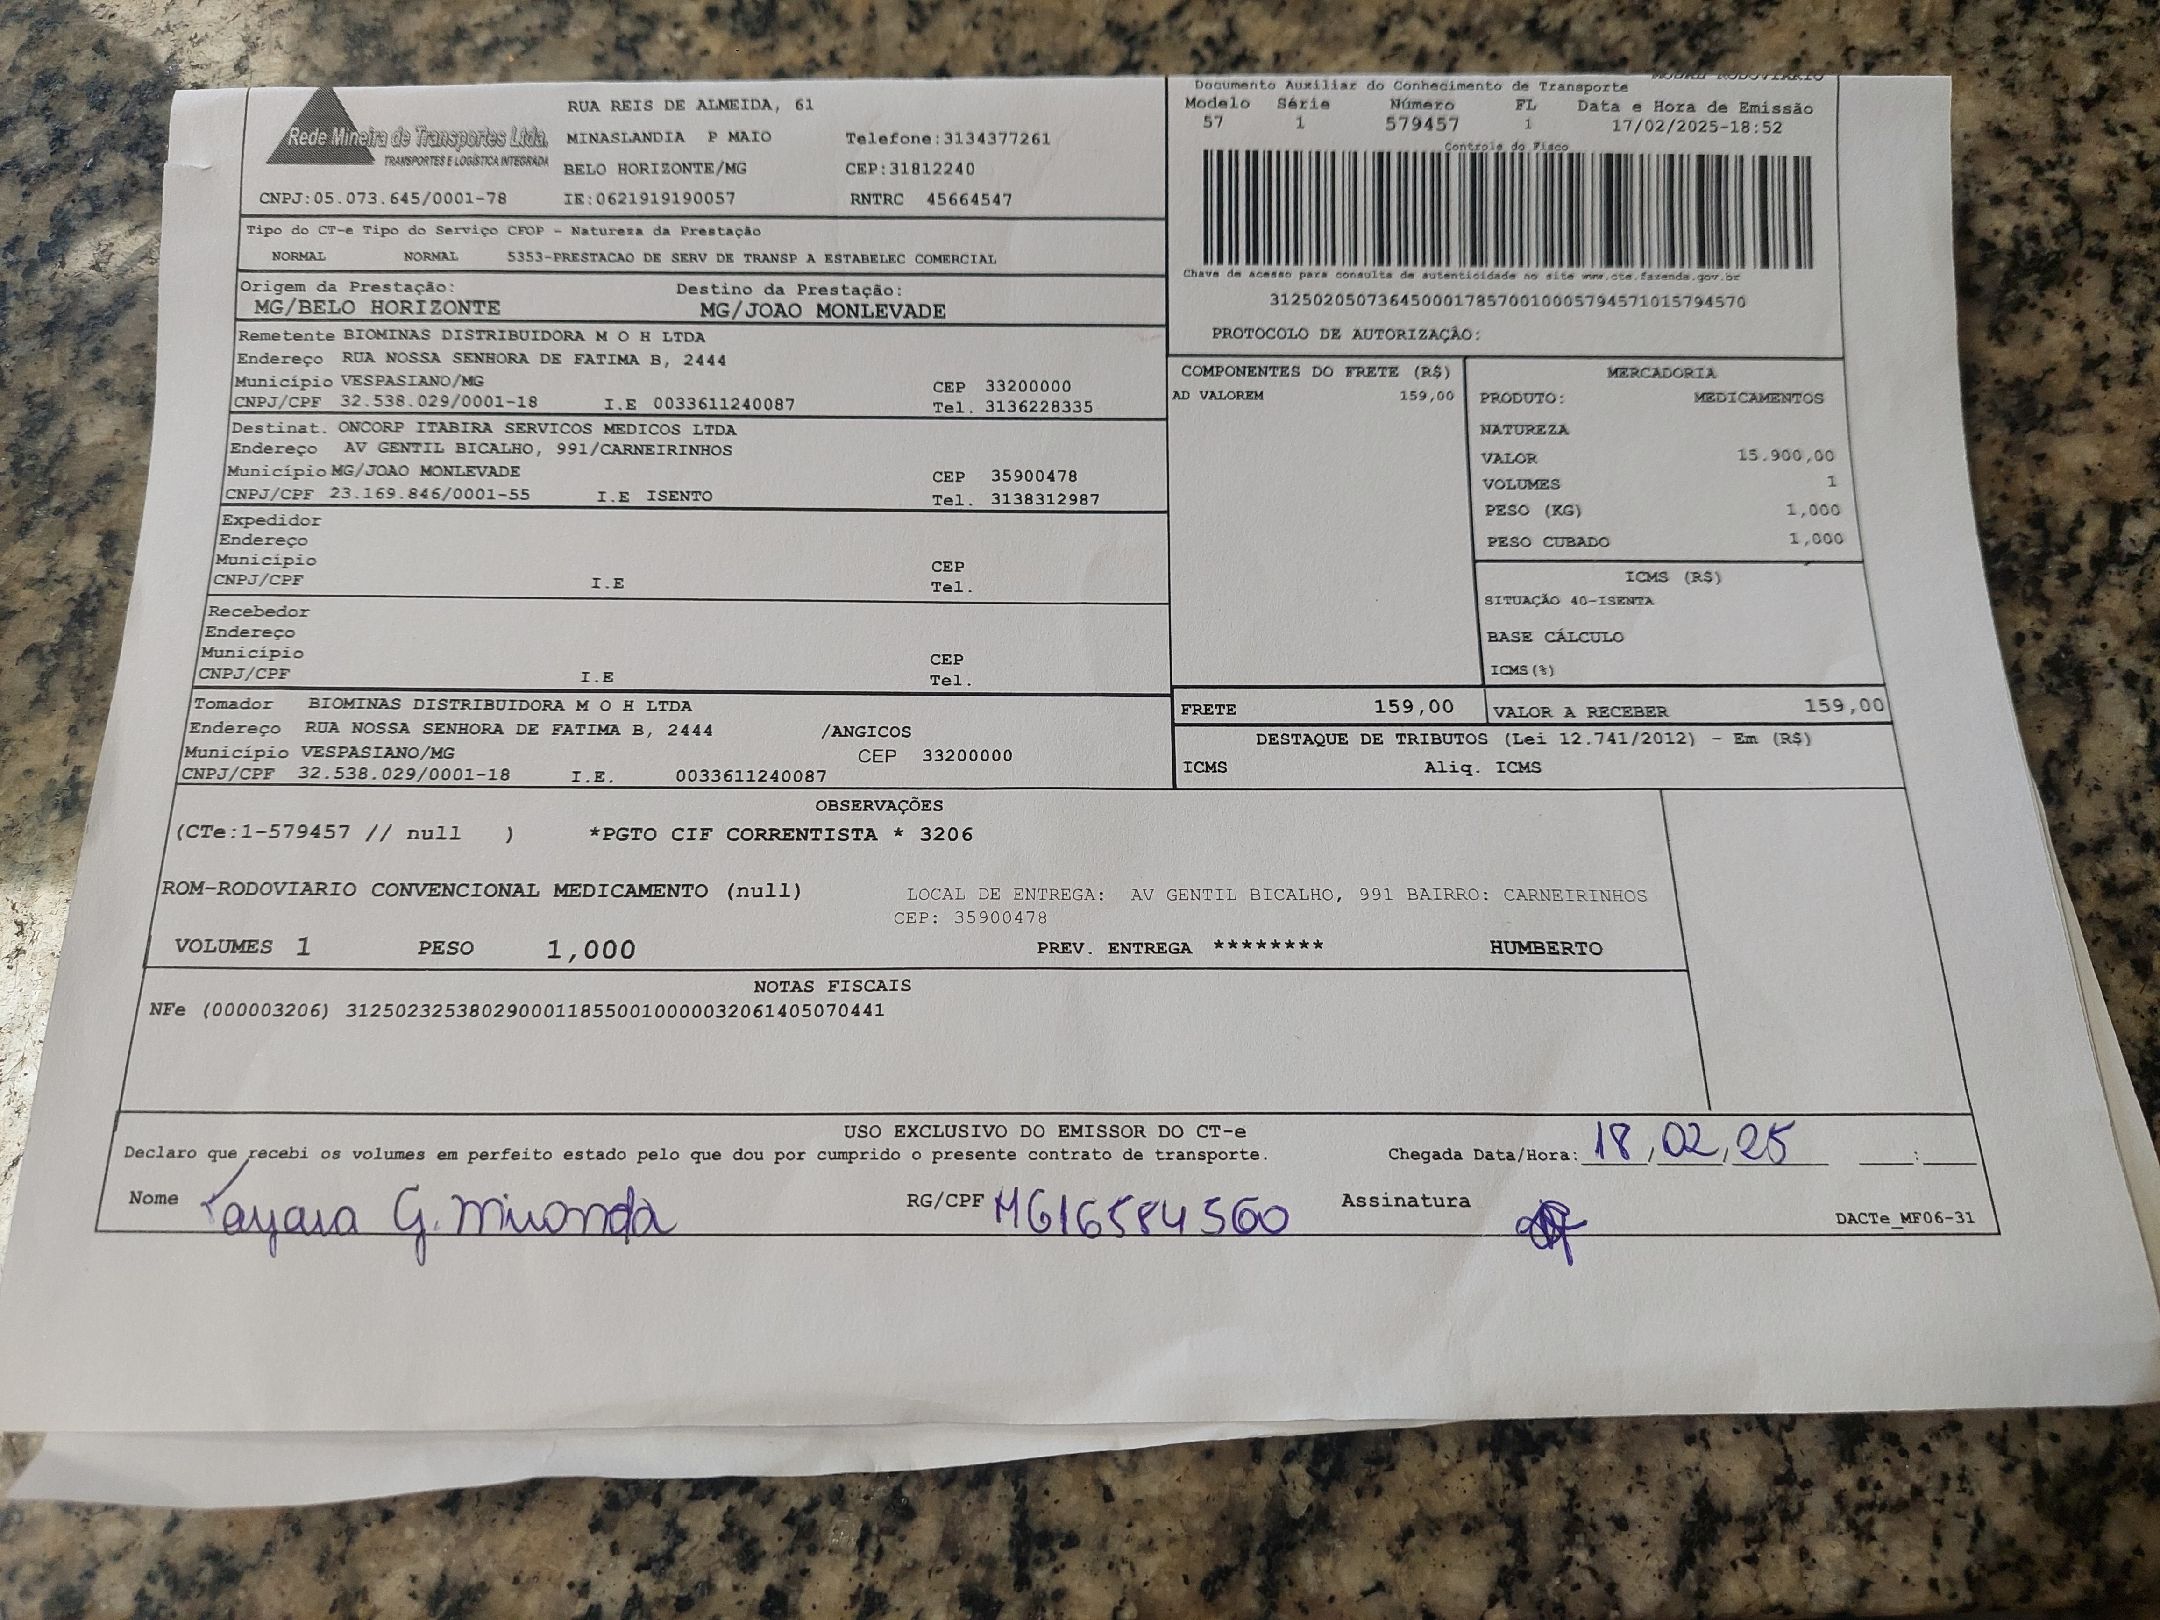 MODAL RODOVIARIO
Rede Mineira de Transportes Ltda.
TRANSPORTES E LOGÍSTICA INTEGRADA
RUA REIS DE ALMEIDA, 61
MINASLANDIA P MAIO Telefone:3134377261
BELO HORIZONTE/MG CEP:31812240
CNPJ:05.073.645/0001-78 IE:0621919190057 RNTRC 45664547
Documento Auxiliar do Conhecimento de Transporte
Modelo Série Número FL Data e Hora de Emissão
57 1 579457 1 17/02/2025-18:52
Controle do Fisco
Chave de acesso para consulta de autenticidade no site www.cte.fazenda.gov.br
31250205073645000178570010005794571015794570
PROTOCOLO DE AUTORIZAÇÃO:
Tipo do CT-e Tipo do Serviço CFOP - Natureza da Prestação
NORMAL NORMAL 5353-PRESTACAO DE SERV DE TRANSP A ESTABELEC COMERCIAL
Origem da Prestação: Destino da Prestação:
MG/BELO HORIZONTE MG/JOAO MONLEVADE
Remetente BIOMINAS DISTRIBUIDORA M O H LTDA
Endereço RUA NOSSA SENHORA DE FATIMA B, 2444
Município VESPASIANO/MG CEP 33200000
CNPJ/CPF 32.538.029/0001-18 I.E 0033611240087 Tel. 3136228335
Destinat. ONCORP ITABIRA SERVICOS MEDICOS LTDA
Endereço AV GENTIL BICALHO, 991/CARNEIRINHOS
Município MG/JOAO MONLEVADE CEP 35900478
CNPJ/CPF 23.169.846/0001-55 I.E ISENTO Tel. 3138312987
Expedidor
Endereço
Município CEP
CNPJ/CPF I.E Tel.
Recebedor
Endereço
Município CEP
CNPJ/CPF I.E Tel.
Tomador BIOMINAS DISTRIBUIDORA M O H LTDA
Endereço RUA NOSSA SENHORA DE FATIMA B, 2444 /ANGICOS
Município VESPASIANO/MG CEP 33200000
CNPJ/CPF 32.538.029/0001-18 I.E. 0033611240087
COMPONENTES DO FRETE (R$)
AD VALOREM 159,00
MERCADORIA
PRODUTO: MEDICAMENTOS
NATUREZA
VALOR 15.900,00
VOLUMES 1
PESO (KG) 1,000
PESO CUBADO 1,000
ICMS (R$)
SITUAÇÃO 40-ISENTA
BASE CÁLCULO
ICMS(%)
FRETE 159,00 VALOR A RECEBER 159,00
DESTAQUE DE TRIBUTOS (Lei 12.741/2012) - Em (R$)
ICMS Aliq. ICMS
OBSERVAÇÕES
(CTe:1-579457 // null ) *PGTO CIF CORRENTISTA * 3206
ROM-RODOVIARIO CONVENCIONAL MEDICAMENTO (null) LOCAL DE ENTREGA: AV GENTIL BICALHO, 991 BAIRRO: CARNEIRINHOS
CEP: 35900478
VOLUMES 1 PESO 1,000 PREV. ENTREGA ******** HUMBERTO
NOTAS FISCAIS
NFe (000003206) 31250232538029000118550010000032061405070441
USO EXCLUSIVO DO EMISSOR DO CT-e
Declaro que recebi os volumes em perfeito estado pelo que dou por cumprido o presente contrato de transporte. Chegada Data/Hora: 18/02/25 ____:____
Nome Tayara G. Miranda RG/CPF MG16584560 Assinatura
DACTe_MF06-31